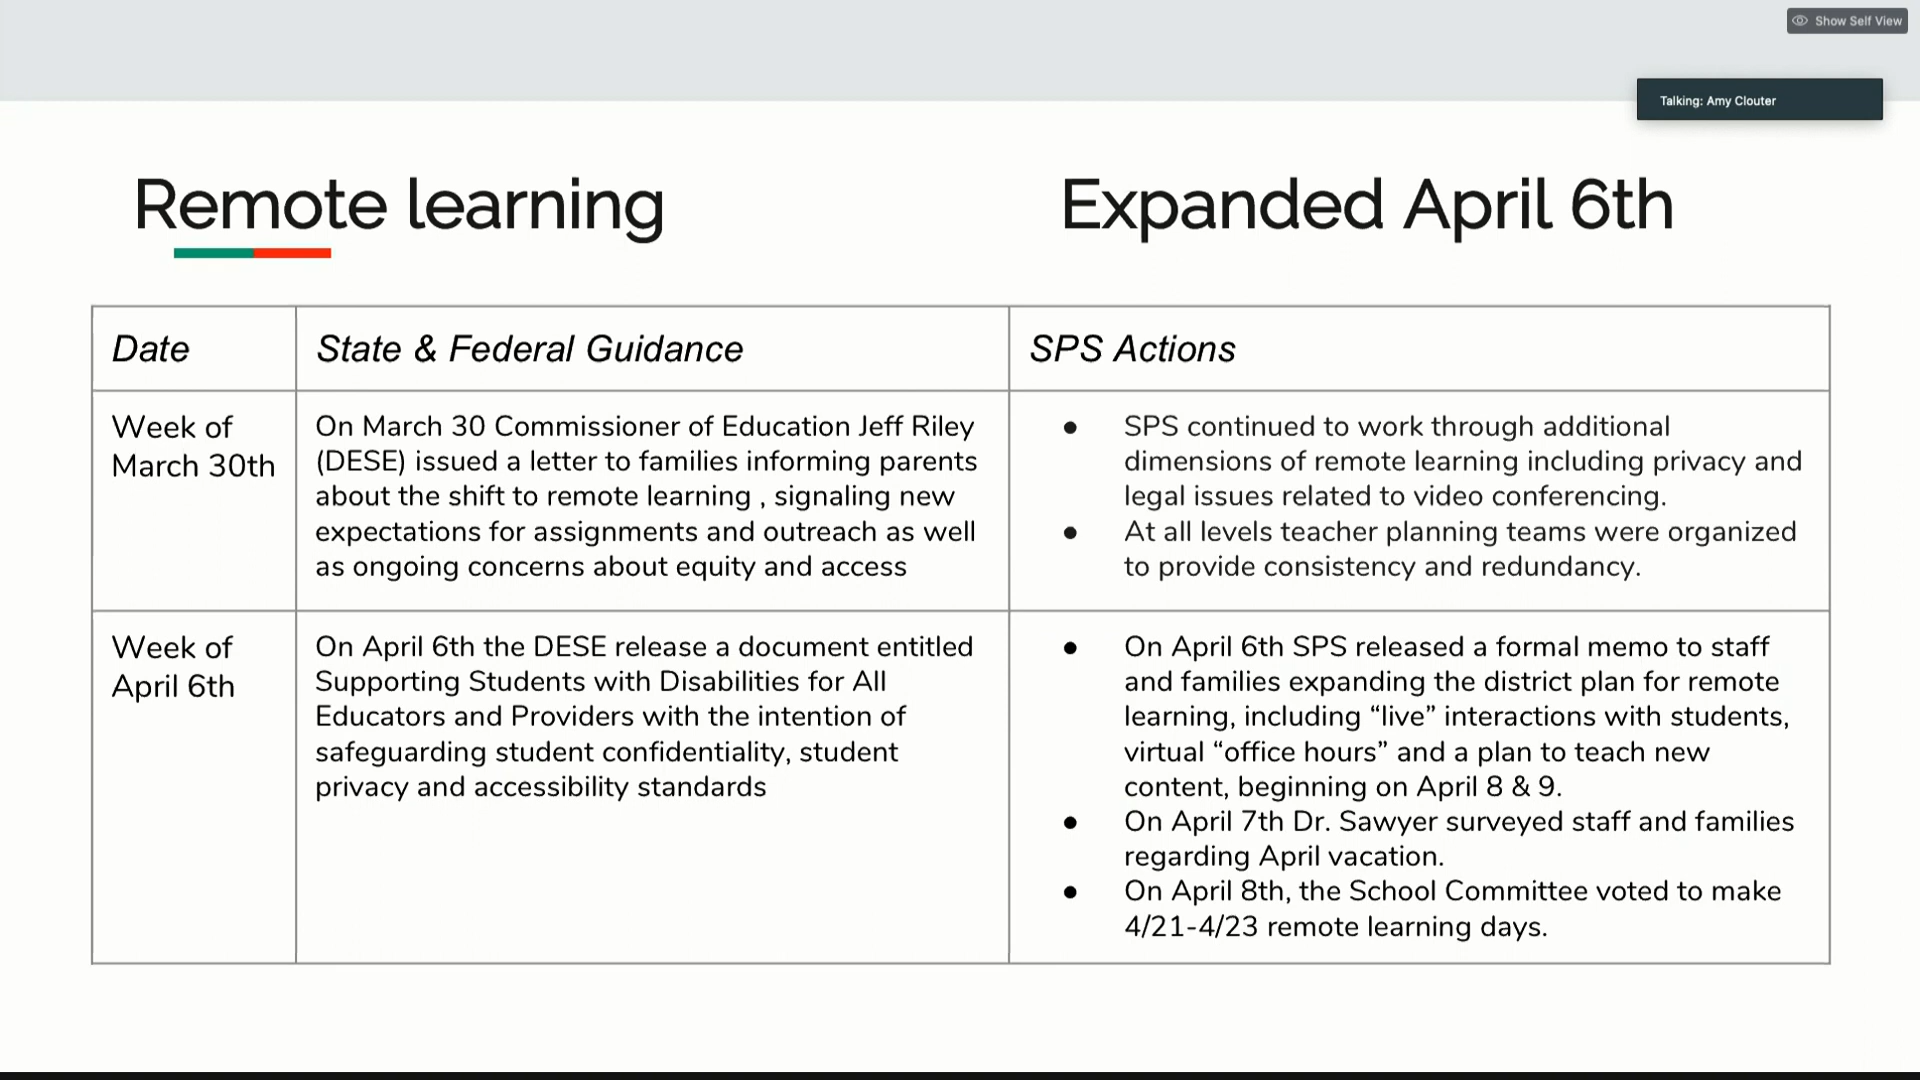 Show Self View
Talking: Amy Clouter
Remote learning
Expanded April 6th
Date
State & Federal Guidance
SPS Actions
Week of
March 30th
On March 30 Commissioner of Education Jeff Riley
(DESE) issued a letter to families informing parents
about the shift to remote learning , signaling new
expectations for assignments and outreach as well
as ongoing concerns about equity and access
● SPS continued to work through additional
dimensions of remote learning including privacy and
legal issues related to video conferencing.
● At all levels teacher planning teams were organized
to provide consistency and redundancy.
Week of
April 6th
On April 6th the DESE release a document entitled
Supporting Students with Disabilities for All
Educators and Providers with the intention of
safeguarding student confidentiality, student
privacy and accessibility standards
● On April 6th SPS released a formal memo to staff
and families expanding the district plan for remote
learning, including “live” interactions with students,
virtual “office hours” and a plan to teach new
content, beginning on April 8 & 9.
● On April 7th Dr. Sawyer surveyed staff and families
regarding April vacation.
● On April 8th, the School Committee voted to make
4/21-4/23 remote learning days.